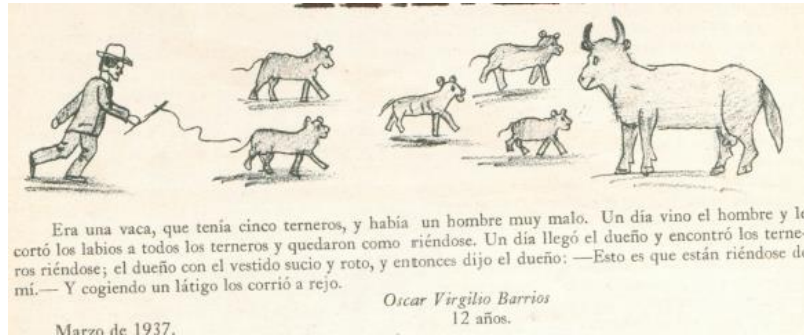 Era una vaca, que tenía cinco terneros, y había un hombre muy malo. Un día vino el hombre y le
cortó los labios a todos los terneros y quedaron como riéndose. Un día llegó el dueño y encontró los terne-
ros riéndose; el dueño con el vestido sucio y roto, y entonces dijo el dueño: —Esto es que están riéndose de
mí.— Y cogiendo un látigo los corrió a rejo.
Oscar Virgilio Barrios
12 años.
Marzo de 1937.